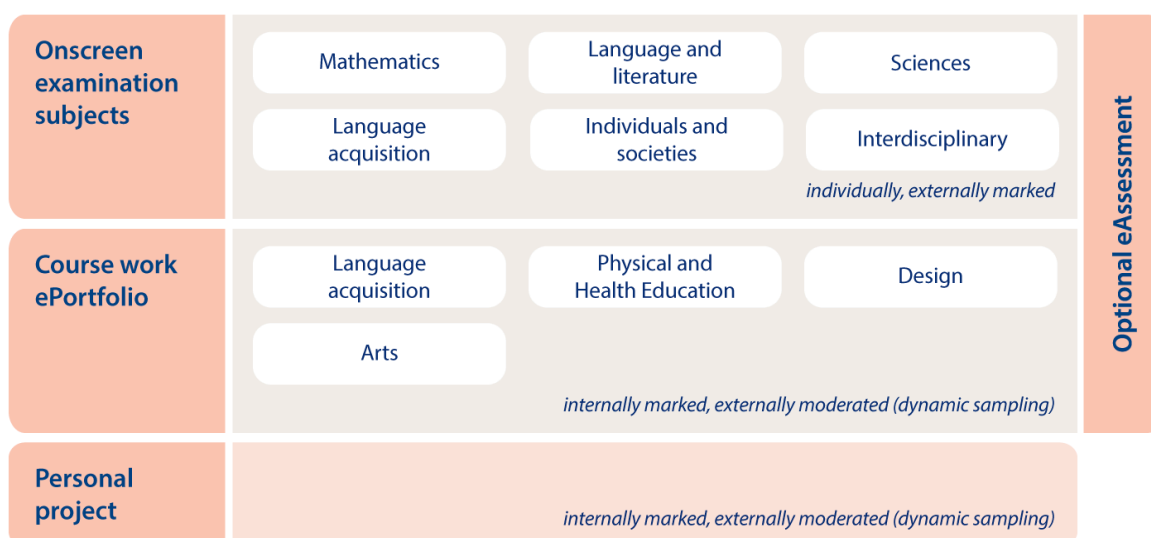 Onscreen
examination
subjects
Mathematics
Language and
literature
Sciences
Language
acquisition
Individuals and
societies
Interdisciplinary
individually, externally marked
Course work
ePortfolio
Language
acquisition
Physical and
Health Education
Design
Arts
internally marked, externally moderated (dynamic sampling)
Personal
project
internally marked, externally moderated (dynamic sampling)
Optional eAssessment